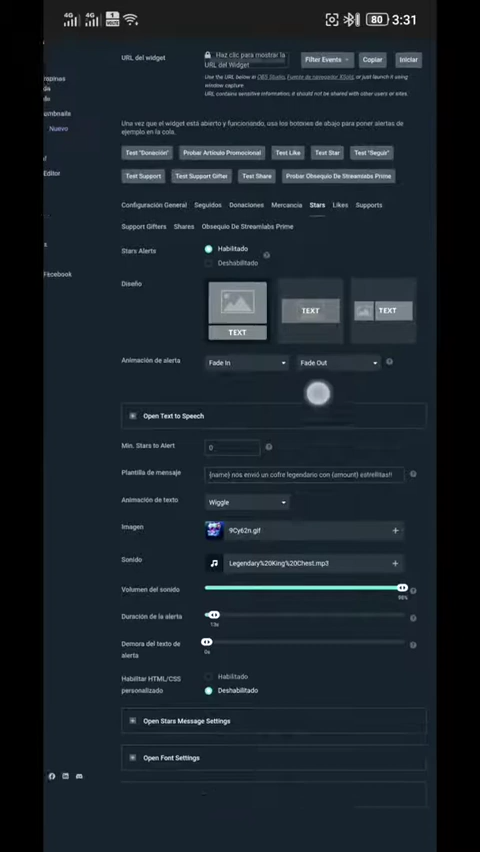 4G 4G 1 VOLTE 80 3:31
URL del widget
Haz clic para mostrar la
URL del Widget
Filter Events Copiar Iniciar
Use the URL below in OBS Studio, Fuente de navegador XSplit, or just launch it using
window capture.
URL contains sensitive information, it should not be shared with other users or sites.
umbnails
Una vez que el widget está abierto y funcionando, usa los botones de abajo para poner alertas de
ejemplo en la cola.
Nuevo
Test "Donación" Probar Artículo Promocional Test Like Test Star Test "Seguir"
Editor
Test Support Test Support Gifter Test Share Probar Obsequio De Streamlabs Prime
Configuración General Seguidos Donaciones Mercancía Stars Likes Supports
Support Gifters Shares Obsequio De Streamlabs Prime
Stars Alerts
Habilitado
Deshabilitado
Facebook
Diseño
TEXT
TEXT
TEXT
Animación de alerta Fade In Fade Out
Open Text to Speech
Min. Stars to Alert 0
Plantilla de mensaje {name} nos envió un cofre legendario con {amount} estrellitas!!
Animación de texto Wiggle
Imagen 9Cy62n.gif
Sonido Legendary%20King%20Chest.mp3
Volumen del sonido
98%
Duración de la alerta
13s
Demora del texto de
alerta
0s
Habilitar HTML/CSS
personalizado
Habilitado
Deshabilitado
Open Stars Message Settings
Open Font Settings